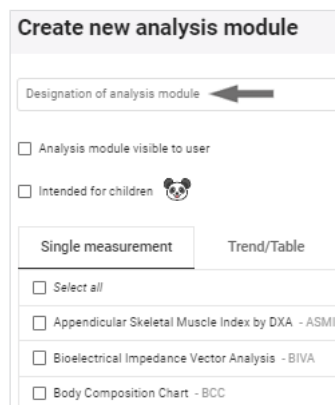 Create new analysis module
Designation of analysis module
Analysis module visible to user
Intended for children
Single measurement Trend/Table
Select all
Appendicular Skeletal Muscle Index by DXA - ASMI
Bioelectrical Impedance Vector Analysis - BIVA
Body Composition Chart - BCC